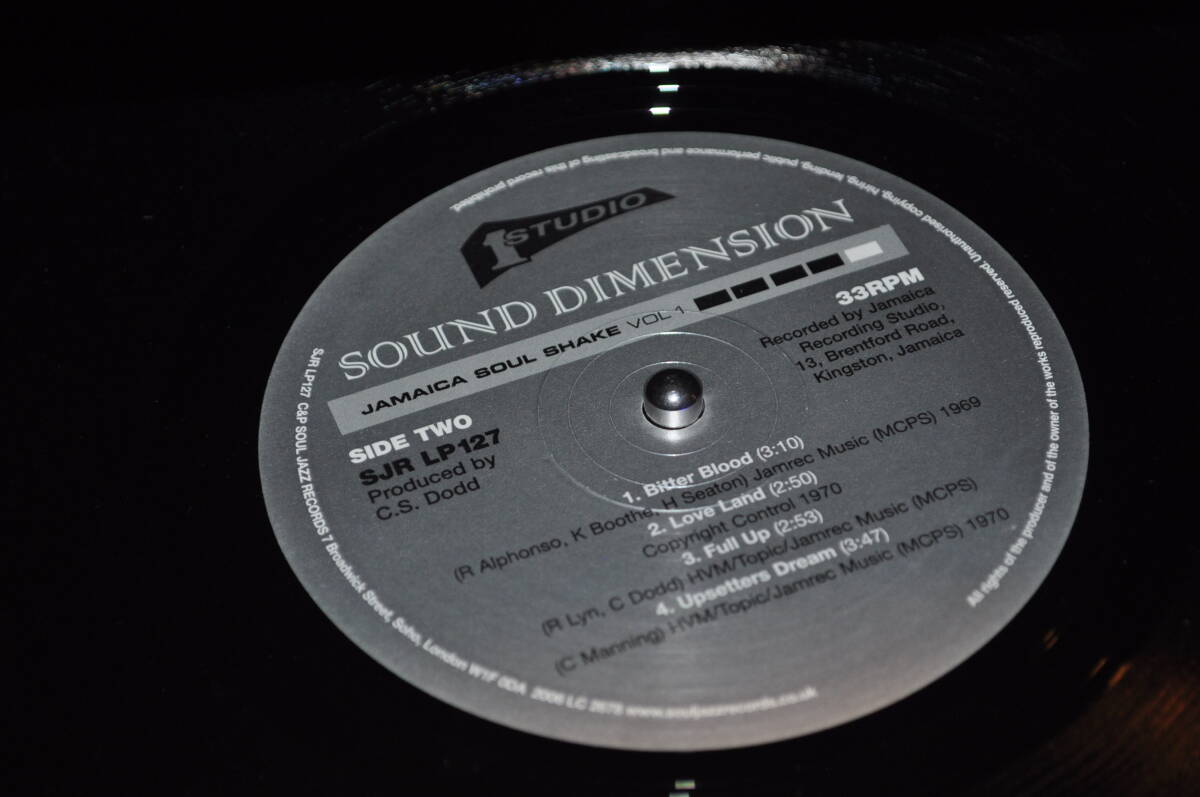 1 STUDIO
SOUND DIMENSION
JAMAICA SOUL SHAKE VOL 1
SIDE TWO
SJR LP127
Produced by
C.S. Dodd
33RPM
Recorded by Jamaica
Recording Studio,
13, Brentford Road,
Kingston, Jamaica
1. Bitter Blood (3:10)
(R Alphonso, K Boothe, H Seaton) Jamrec Music (MCPS) 1969
2. Love Land (2:50)
Copyright Control 1970
3. Full Up (2:53)
(R Lyn, C Dodd) HVM/Topic/Jamrec Music (MCPS)
4. Upsetters Dream (3:47)
(C Manning) HVM/Topic/Jamrec Music (MCPS) 1970
SJR LP127 C&P SOUL JAZZ RECORDS 7 Broadwick Street, Soho, London W1F 0DA 2006 LC 2678 www.souljazzrecords.co.uk
All rights of the producer and of the owner of the works reproduced reserved. Unauthorised copying, hiring, lending, public performance and broadcasting of this record prohibited.